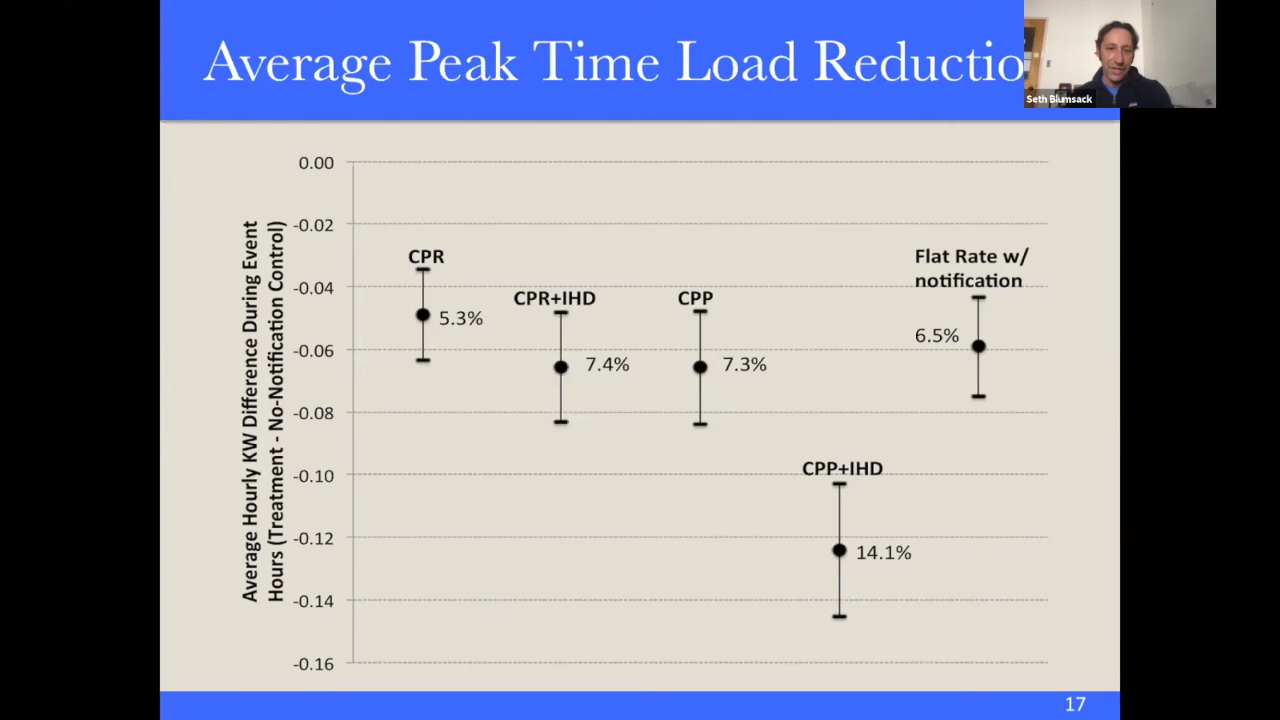 Average Peak Time Load Reductio
Seth Blumsack
Average Hourly KW Difference During Event
Hours (Treatment - No-Notification Control)
0.00
-0.02
-0.04
-0.06
-0.08
-0.10
-0.12
-0.14
-0.16
CPR
5.3%
CPR+IHD
7.4%
CPP
7.3%
CPP+IHD
14.1%
Flat Rate w/
notification
6.5%
17